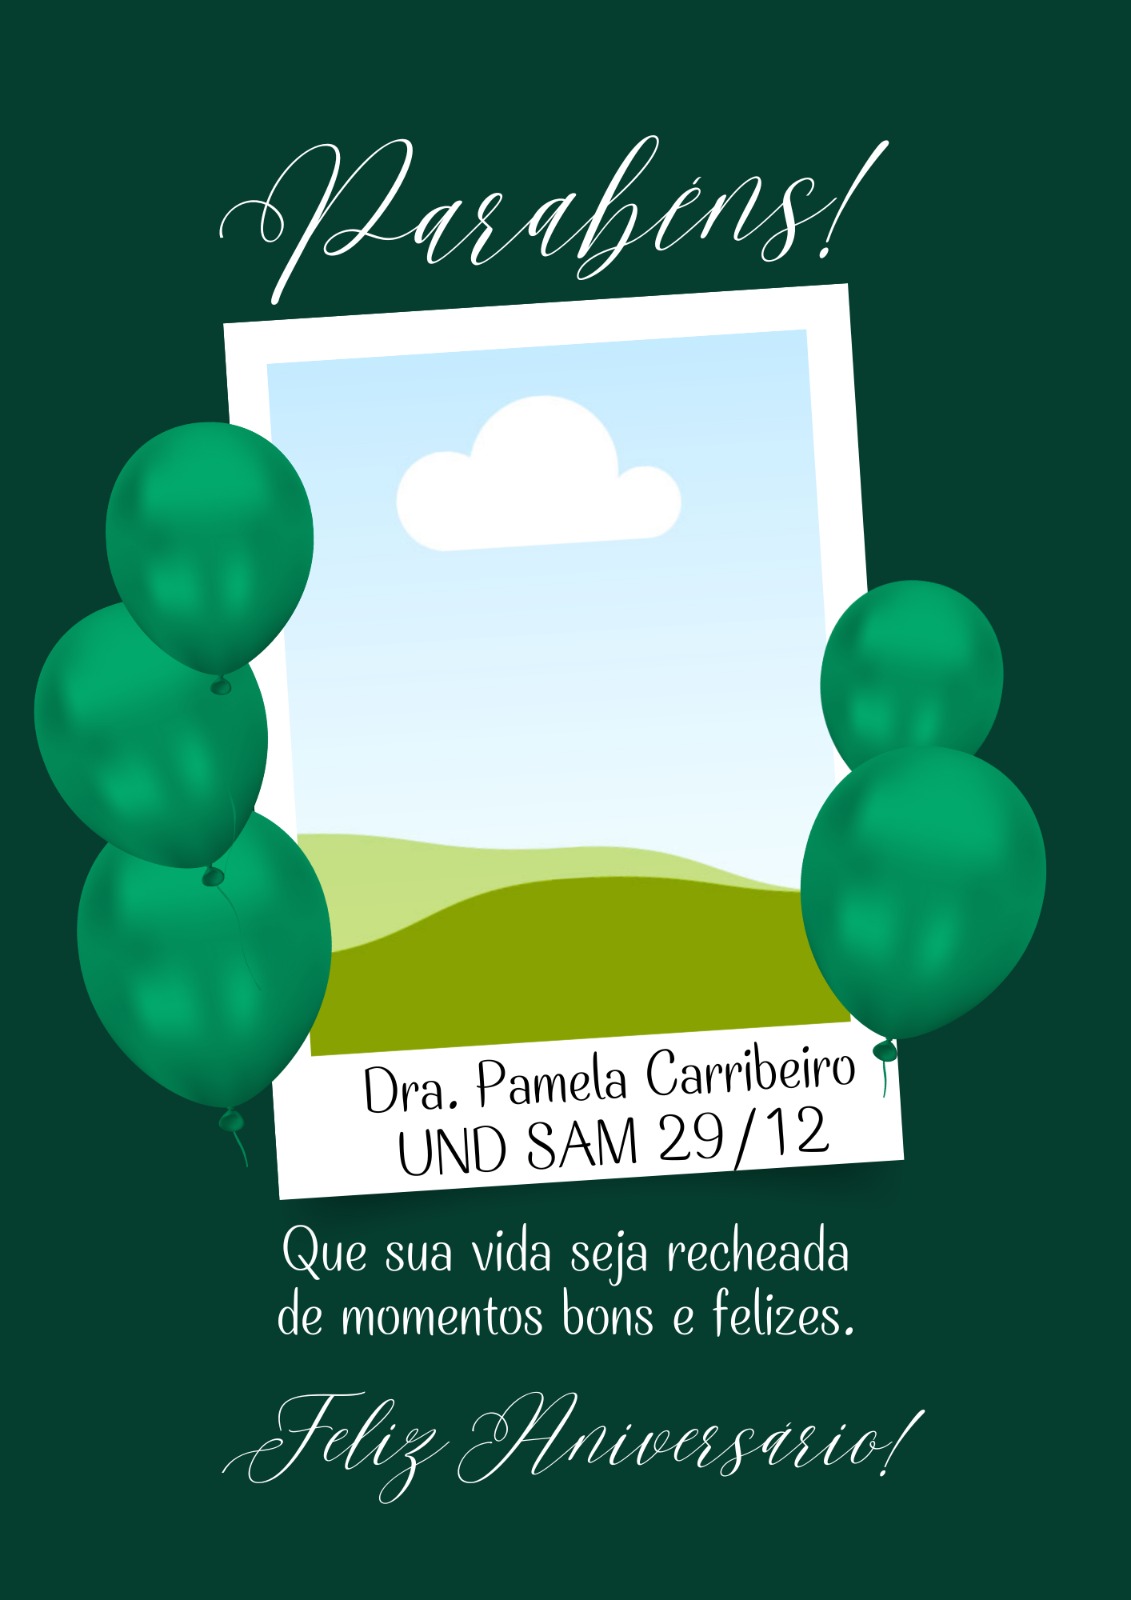 Parabéns!
Dra. Pamela Carribeiro
UND SAM 29/12
Que sua vida seja recheada
de momentos bons e felizes.
Feliz Aniversário!